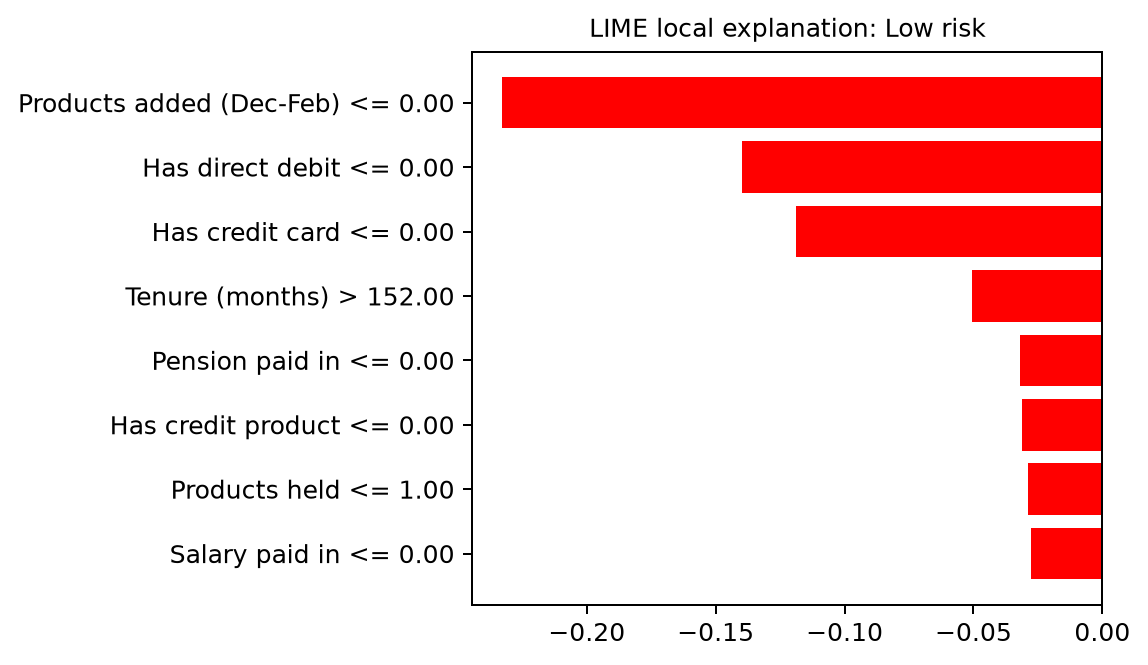 LIME local explanation: Low risk
Products added (Dec-Feb) <= 0.00
Has direct debit <= 0.00
Has credit card <= 0.00
Tenure (months) > 152.00
Pension paid in <= 0.00
Has credit product <= 0.00
Products held <= 1.00
Salary paid in <= 0.00
−0.20 −0.15 −0.10 −0.05 0.00